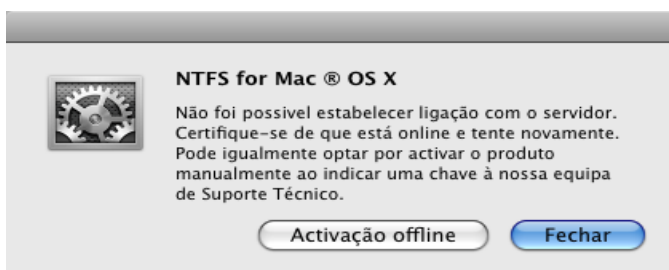 NTFS for Mac ® OS X
Não foi possivel estabelecer ligação com o servidor.
Certifique-se de que está online e tente novamente.
Pode igualmente optar por activar o produto
manualmente ao indicar uma chave à nossa equipa
de Suporte Técnico.
Activação offline
Fechar